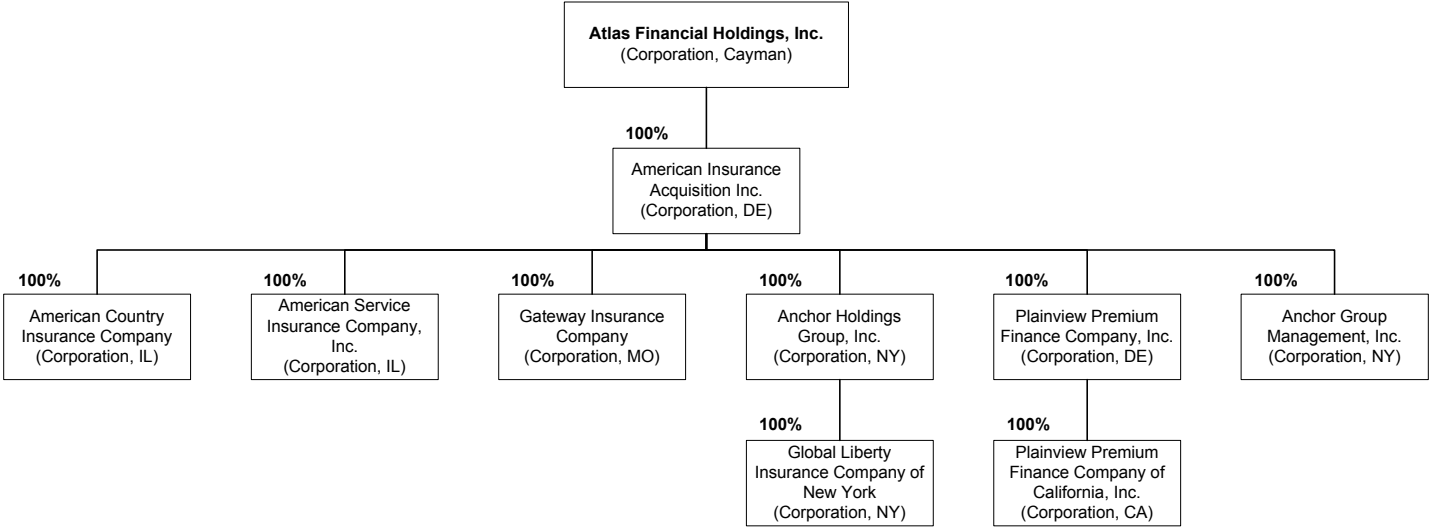 Atlas Financial Holdings, Inc.
(Corporation, Cayman)
100%
American Insurance
Acquisition Inc.
(Corporation, DE)
100%
American Country
Insurance Company
(Corporation, IL)
100%
American Service
Insurance Company,
Inc.
(Corporation, IL)
100%
Gateway Insurance
Company
(Corporation, MO)
100%
Anchor Holdings
Group, Inc.
(Corporation, NY)
100%
Plainview Premium
Finance Company, Inc.
(Corporation, DE)
100%
Anchor Group
Management, Inc.
(Corporation, NY)
100%
Global Liberty
Insurance Company of
New York
(Corporation, NY)
100%
Plainview Premium
Finance Company of
California, Inc.
(Corporation, CA)